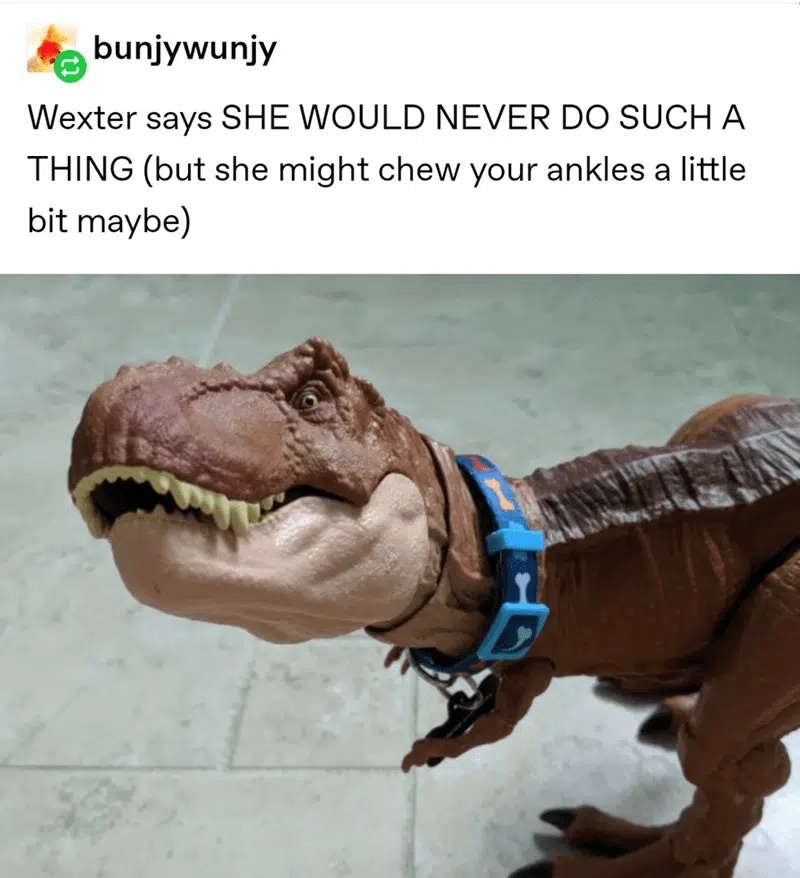 bunjywunjy
Wexter says SHE WOULD NEVER DO SUCH A
THING (but she might chew your ankles a little
bit maybe)